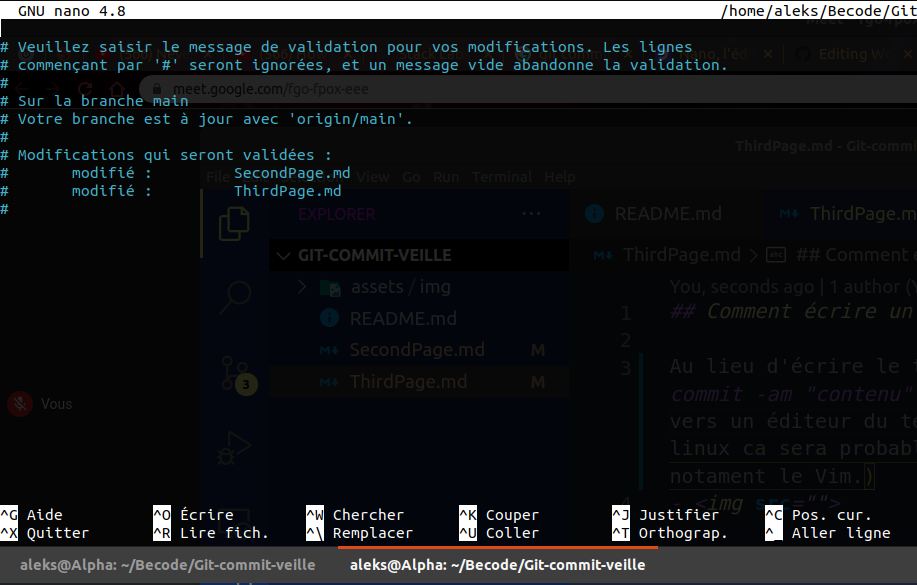 GNU nano 4.8 /home/aleks/Becode/Git
# Veuillez saisir le message de validation pour vos modifications. Les lignes
# commençant par '#' seront ignorées, et un message vide abandonne la validation.
#
meet.google.com/fgo-fpox-eee
# Sur la branche main
# Votre branche est à jour avec 'origin/main'.
#
ThirdPage.md - Git-commi
# Modifications qui seront validées :
# modifié : SecondPage.md
# modifié : ThirdPage.md
#
File View Go Run Terminal Help
EXPLORER ...
GIT-COMMIT-VEILLE
assets / img
README.md
SecondPage.md M
ThirdPage.md M
3
README.md ThirdPage.m
ThirdPage.md > ## Comment
You, seconds ago | 1 author (
1 ## Comment écrire un
2
3 Au lieu d'écrire le
commit -am "contenu"
vers un éditeur du te
linux ca sera probabl
notament le Vim.)
4 - <img src="">
Vous
^G Aide ^O Écrire ^W Chercher ^K Couper ^J Justifier ^C Pos. cur.
^X Quitter ^R Lire fich. ^\ Remplacer ^U Coller ^T Orthograp. ^_ Aller ligne
aleks@Alpha: ~/Becode/Git-commit-veille aleks@Alpha: ~/Becode/Git-commit-veille